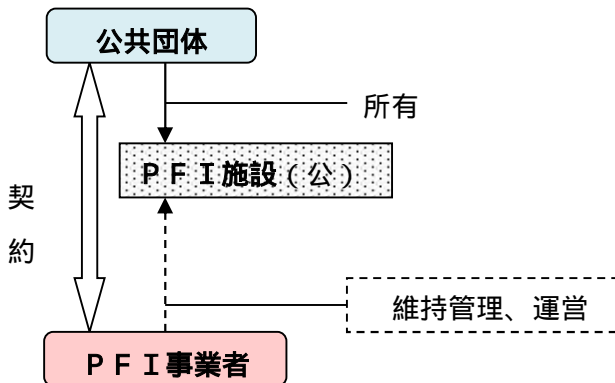 公共団体
所有
ＰＦＩ施設（公）
契
約
維持管理、運営
ＰＦＩ事業者